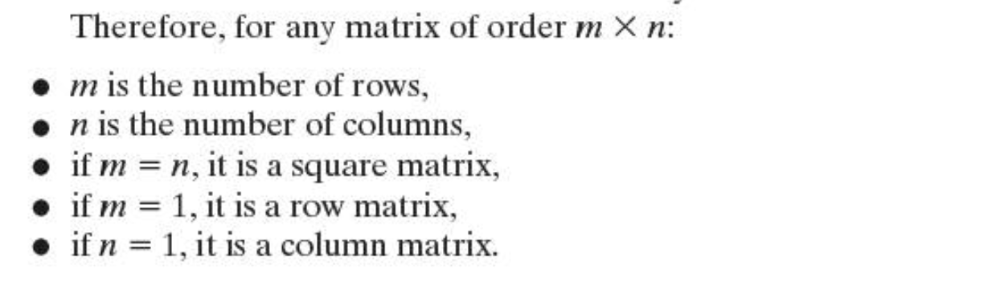 Therefore, for any matrix of order m × n:
● m is the number of rows,
● n is the number of columns,
● if m = n, it is a square matrix,
● if m = 1, it is a row matrix,
● if n = 1, it is a column matrix.